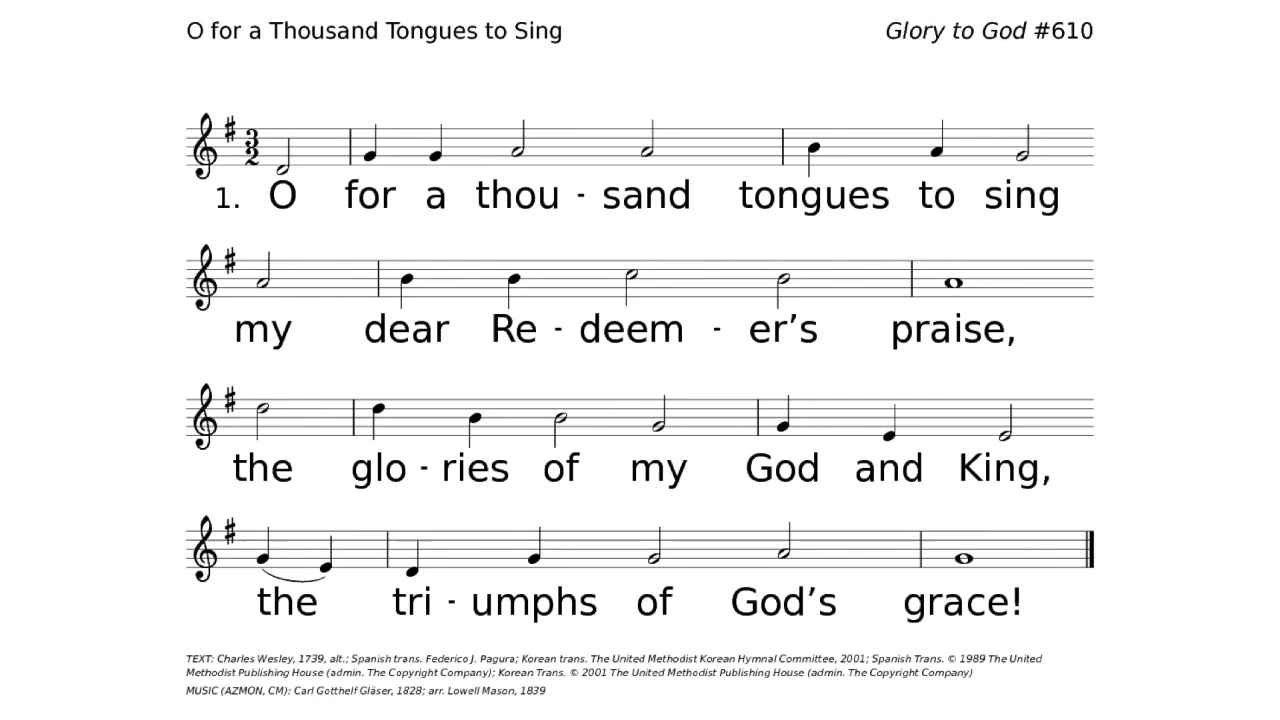 O for a Thousand Tongues to Sing Glory to God #610
3
2
1. O for a thou - sand tongues to sing
my dear Re - deem - er’s praise,
the glo - ries of my God and King,
the tri - umphs of God’s grace!
TEXT: Charles Wesley, 1739, alt.; Spanish trans. Federico J. Pagura; Korean trans. The United Methodist Korean Hymnal Committee, 2001; Spanish Trans. © 1989 The United
Methodist Publishing House (admin. The Copyright Company); Korean Trans. © 2001 The United Methodist Publishing House (admin. The Copyright Company)
MUSIC (AZMON, CM): Carl Gotthelf Gläser, 1828; arr. Lowell Mason, 1839